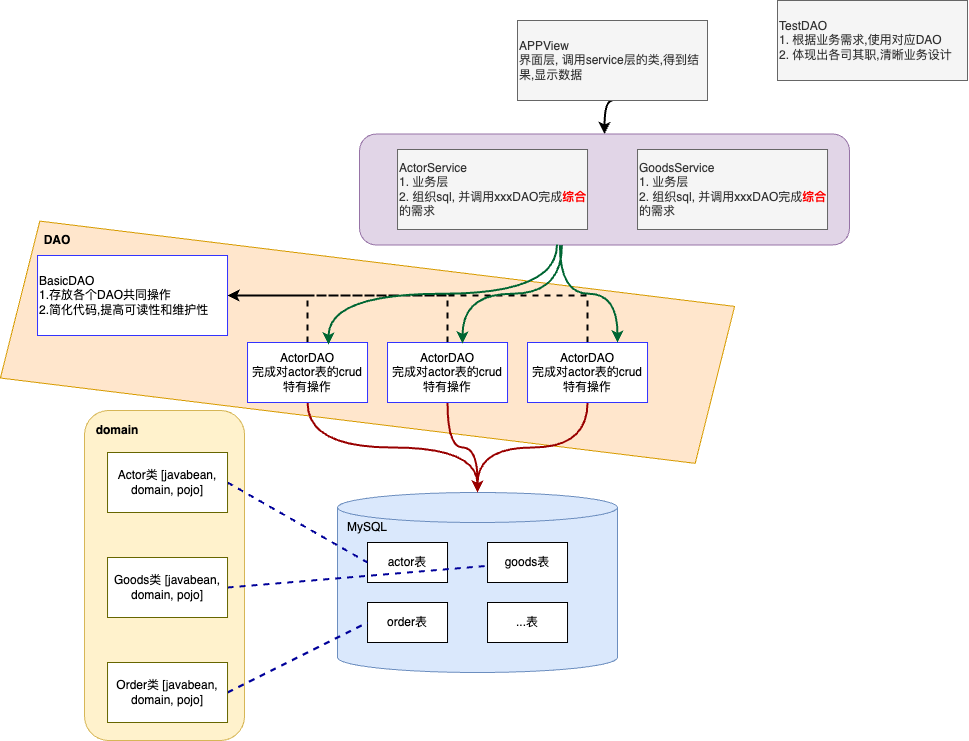 TestDAO
1. 根据业务需求,使用对应DAO
2. 体现出各司其职,清晰业务设计
APPView
界面层, 调用service层的类,得到结
果,显示数据
ActorService
1. 业务层
2. 组织sql, 并调用xxxDAO完成综合
的需求
GoodsService
1. 业务层
2. 组织sql, 并调用xxxDAO完成综合
的需求
DAO
BasicDAO
1.存放各个DAO共同操作
2.简化代码,提高可读性和维护性
ActorDAO
完成对actor表的crud
特有操作
ActorDAO
完成对actor表的crud
特有操作
ActorDAO
完成对actor表的crud
特有操作
domain
Actor类 [javabean,
domain, pojo]
Goods类 [javabean,
domain, pojo]
Order类 [javabean,
domain, pojo]
MySQL
actor表
goods表
order表
...表